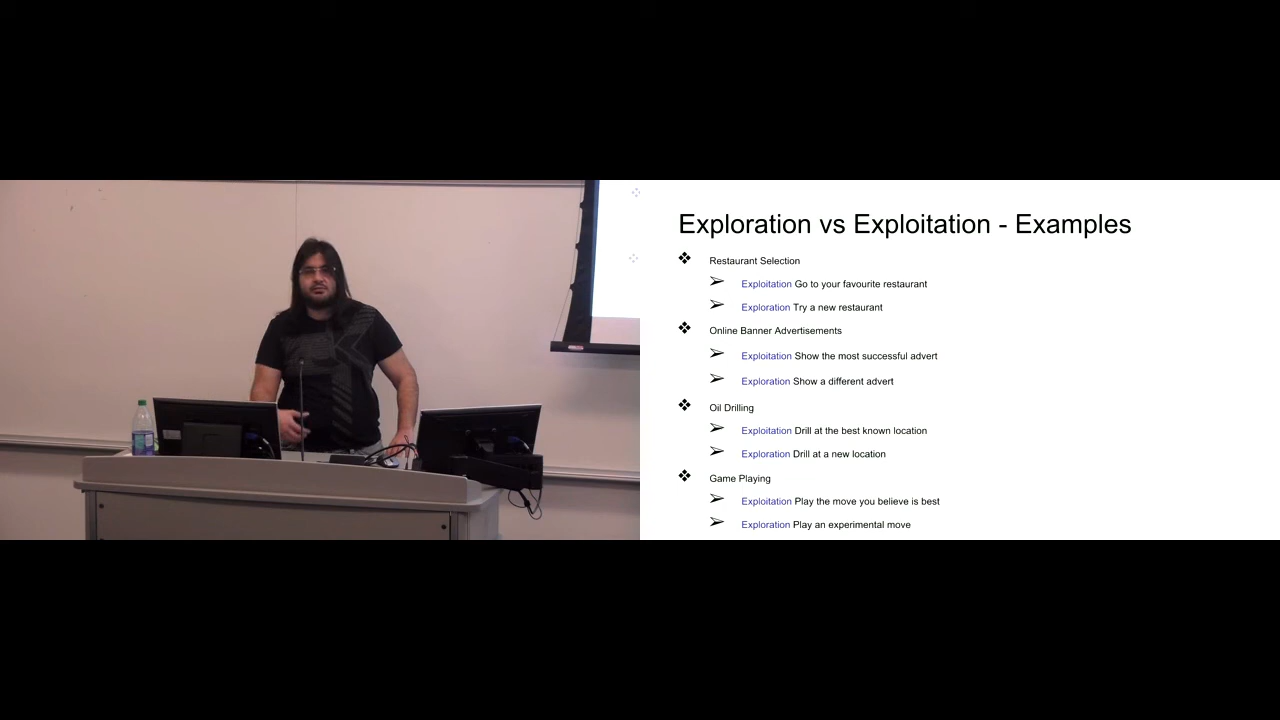 Exploration vs Exploitation - Examples
❖ Restaurant Selection
➢ Exploitation Go to your favourite restaurant
➢ Exploration Try a new restaurant
❖ Online Banner Advertisements
➢ Exploitation Show the most successful advert
➢ Exploration Show a different advert
❖ Oil Drilling
➢ Exploitation Drill at the best known location
➢ Exploration Drill at a new location
❖ Game Playing
➢ Exploitation Play the move you believe is best
➢ Exploration Play an experimental move